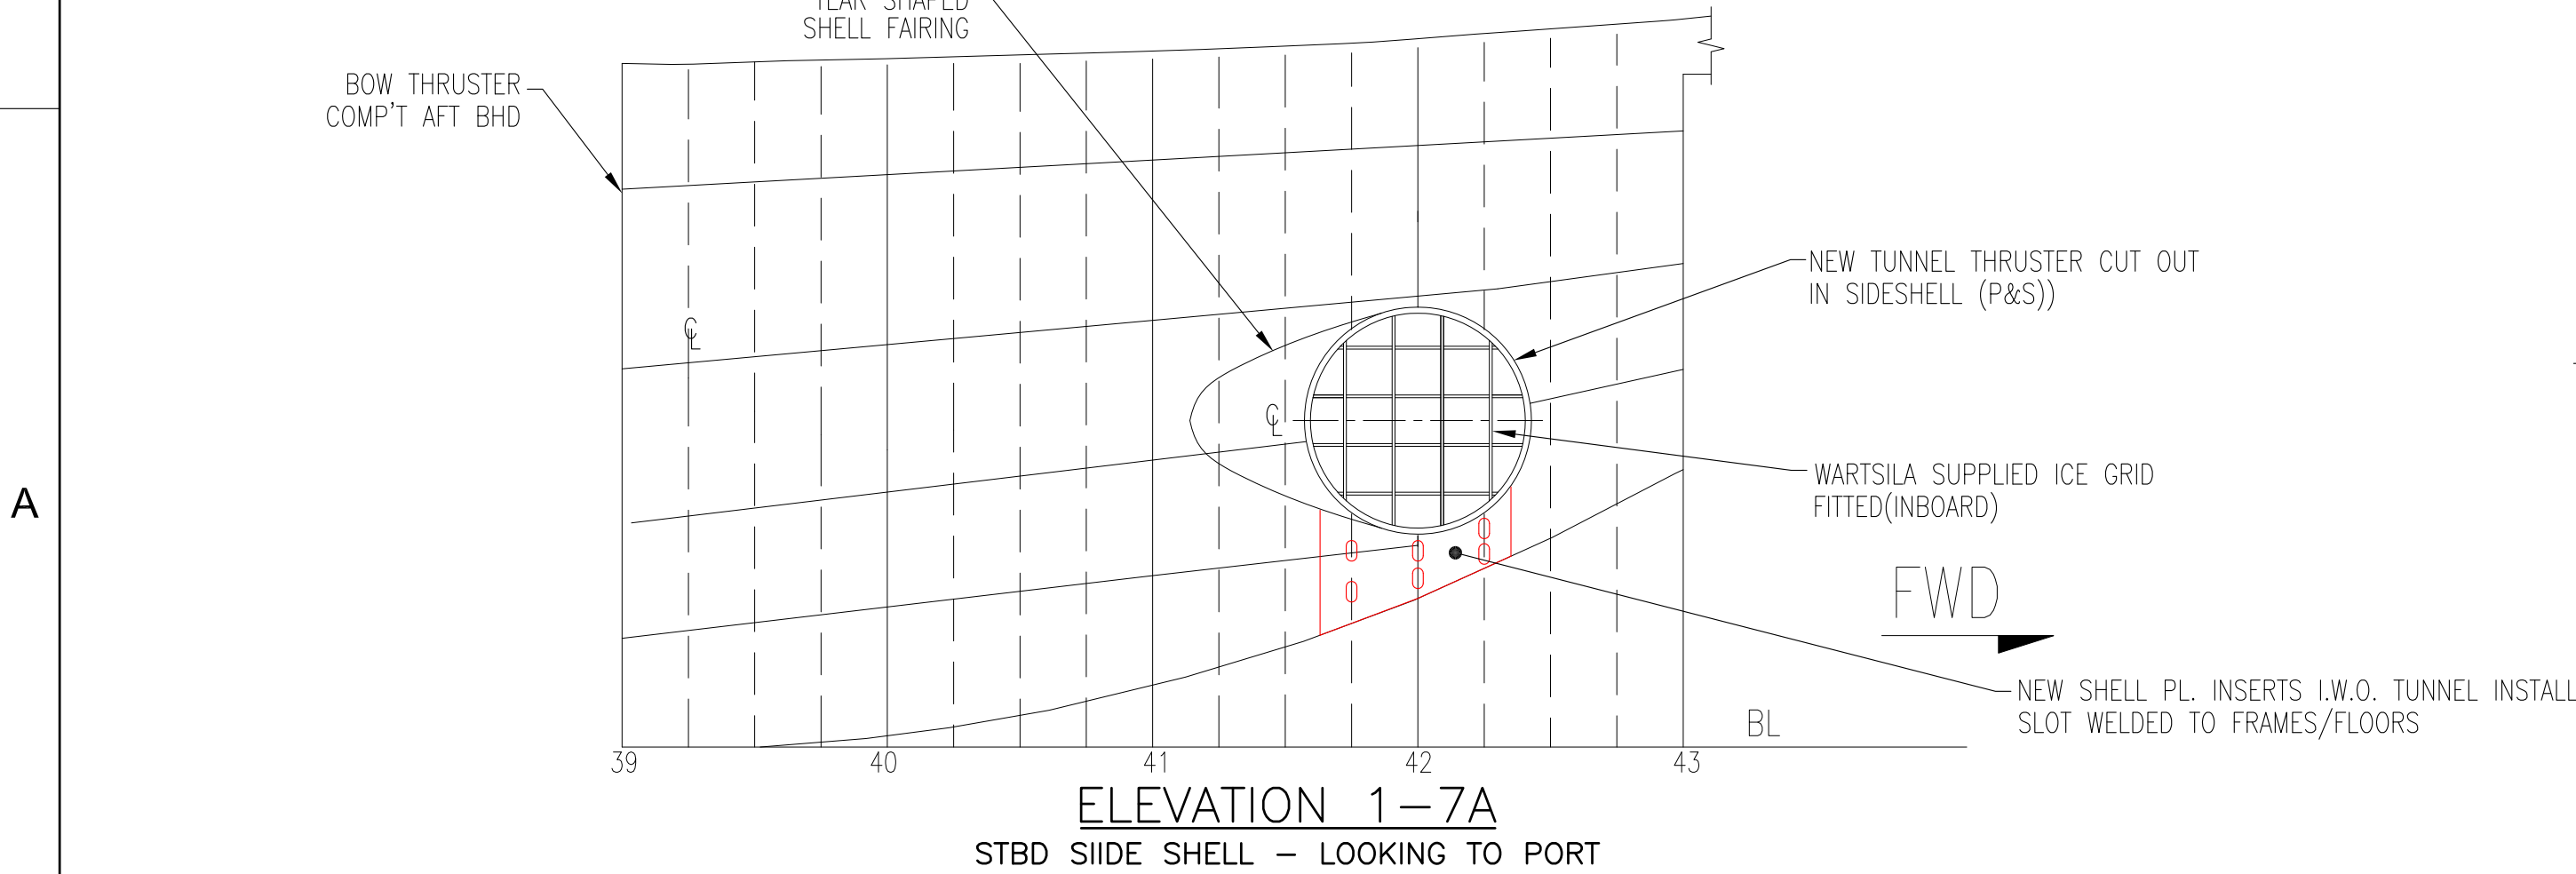 SHELL FAIRING
BOW THRUSTER
COMP'T AFT BHD
NEW TUNNEL THRUSTER CUT OUT
IN SIDESHELL (P&S))
℄
℄
A
WARTSILA SUPPLIED ICE GRID
FITTED(INBOARD)
FWD
NEW SHELL PL. INSERTS I.W.O. TUNNEL INSTALL
SLOT WELDED TO FRAMES/FLOORS
BL
39 40 41 42 43
ELEVATION 1-7A
STBD SIIDE SHELL - LOOKING TO PORT